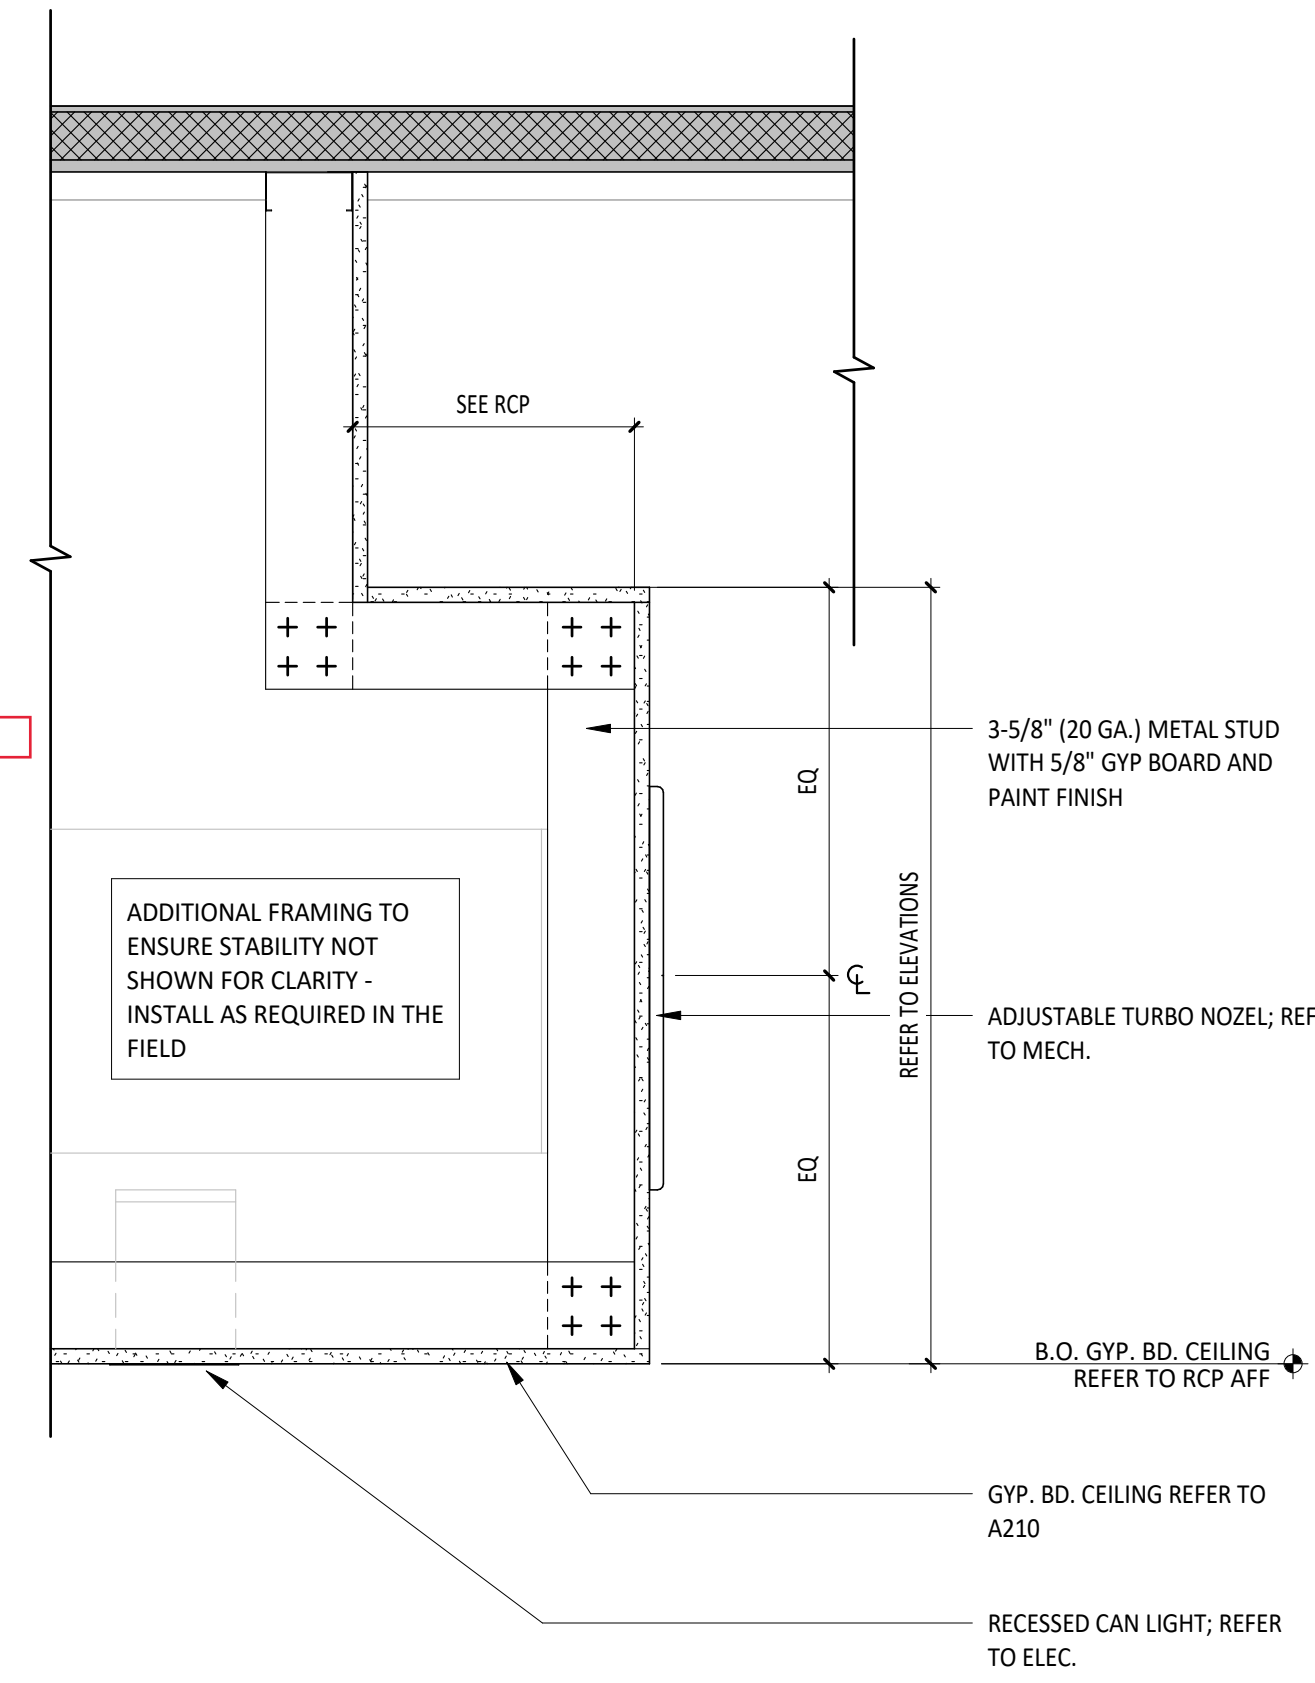 SEE RCP
3-5/8" (20 GA.) METAL STUD
WITH 5/8" GYP BOARD AND
PAINT FINISH
EQ
ADDITIONAL FRAMING TO
ENSURE STABILITY NOT
SHOWN FOR CLARITY -
INSTALL AS REQUIRED IN THE
FIELD
REFER TO ELEVATIONS
CL
ADJUSTABLE TURBO NOZEL; REF
TO MECH.
EQ
B.O. GYP. BD. CEILING
REFER TO RCP AFF
GYP. BD. CEILING REFER TO
A210
RECESSED CAN LIGHT; REFER
TO ELEC.